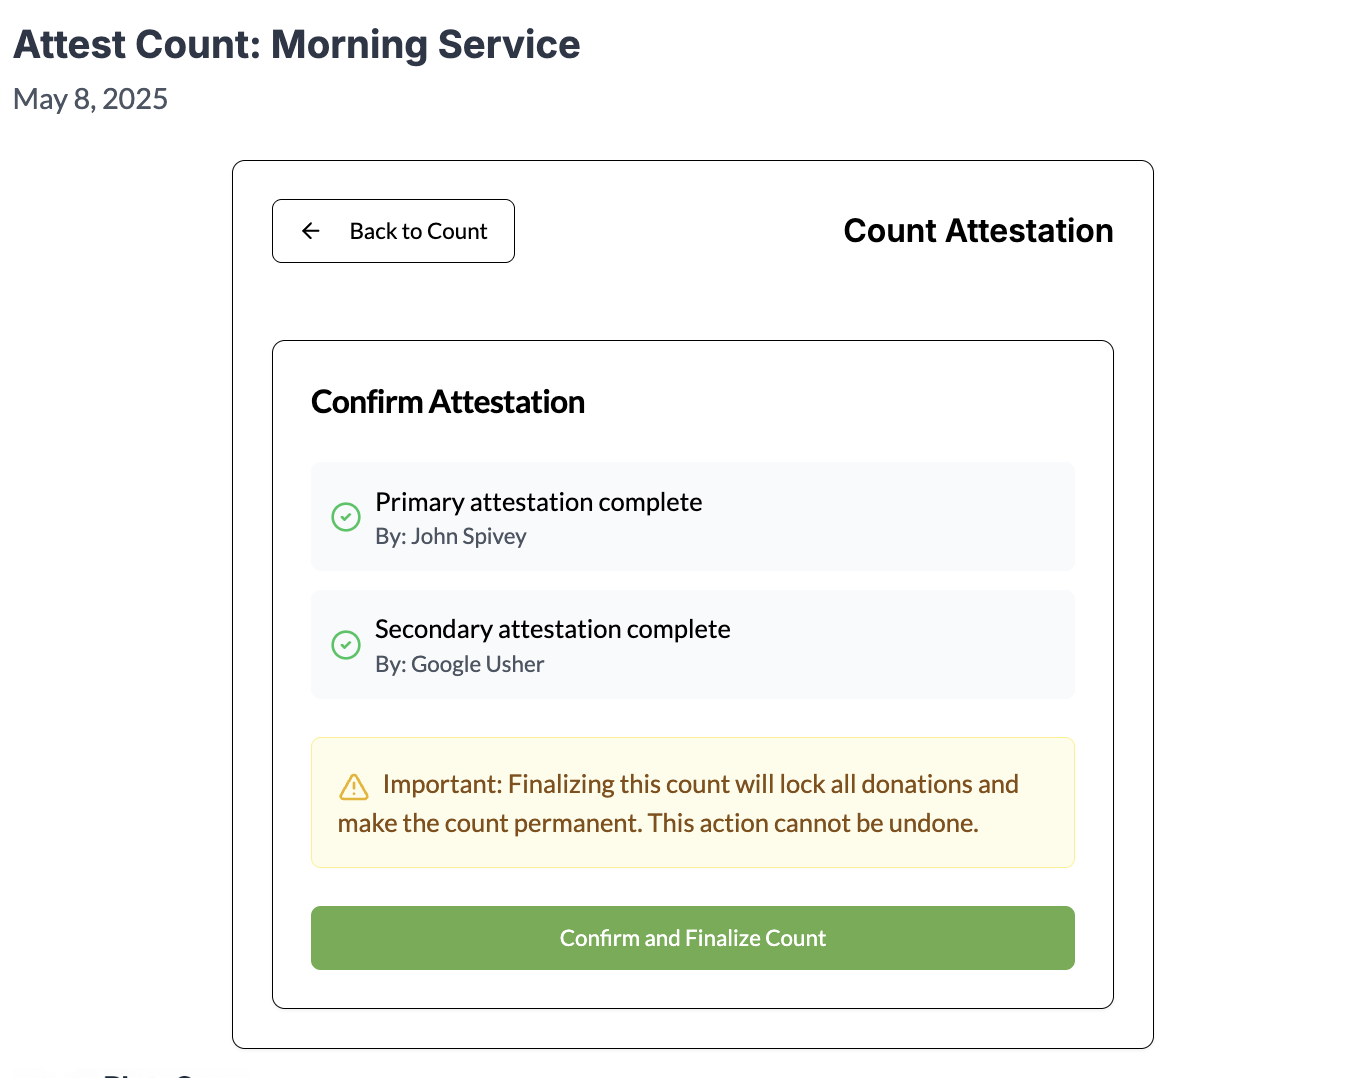 Attest Count: Morning Service
May 8, 2025
Back to Count
Count Attestation
Confirm Attestation
Primary attestation complete
By: John Spivey
Secondary attestation complete
By: Google Usher
Important: Finalizing this count will lock all donations and
make the count permanent. This action cannot be undone.
Confirm and Finalize Count